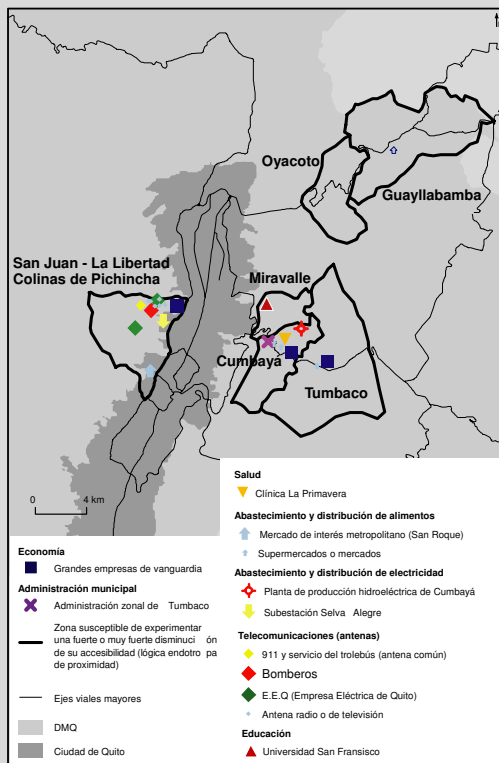 Oyacoto
Guayllabamba
San Juan - La Libertad
Colinas de Pichincha
Miravalle
Cumbayá
Tumbaco
0 4 km
Economía
Grandes empresas de vanguardia
Administración municipal
Administración zonal de Tumbaco
Zona susceptible de experimentar
una fuerte o muy fuerte disminuci ón
de su accesibilidad (lógica endotro pa
de proximidad)
Ejes viales mayores
DMQ
Ciudad de Quito
Salud
Clínica La Primavera
Abastecimiento y distribución de alimentos
Mercado de interés metropolitano (San Roque)
Supermercados o mercados
Abastecimiento y distribución de electricidad
Planta de producción hidroeléctrica de Cumbayá
Subestación Selva Alegre
Telecomunicaciones (antenas)
911 y servicio del trolebús (antena común)
Bomberos
E.E.Q (Empresa Eléctrica de Quito)
Antena radio o de televisión
Educación
Universidad San Fransisco